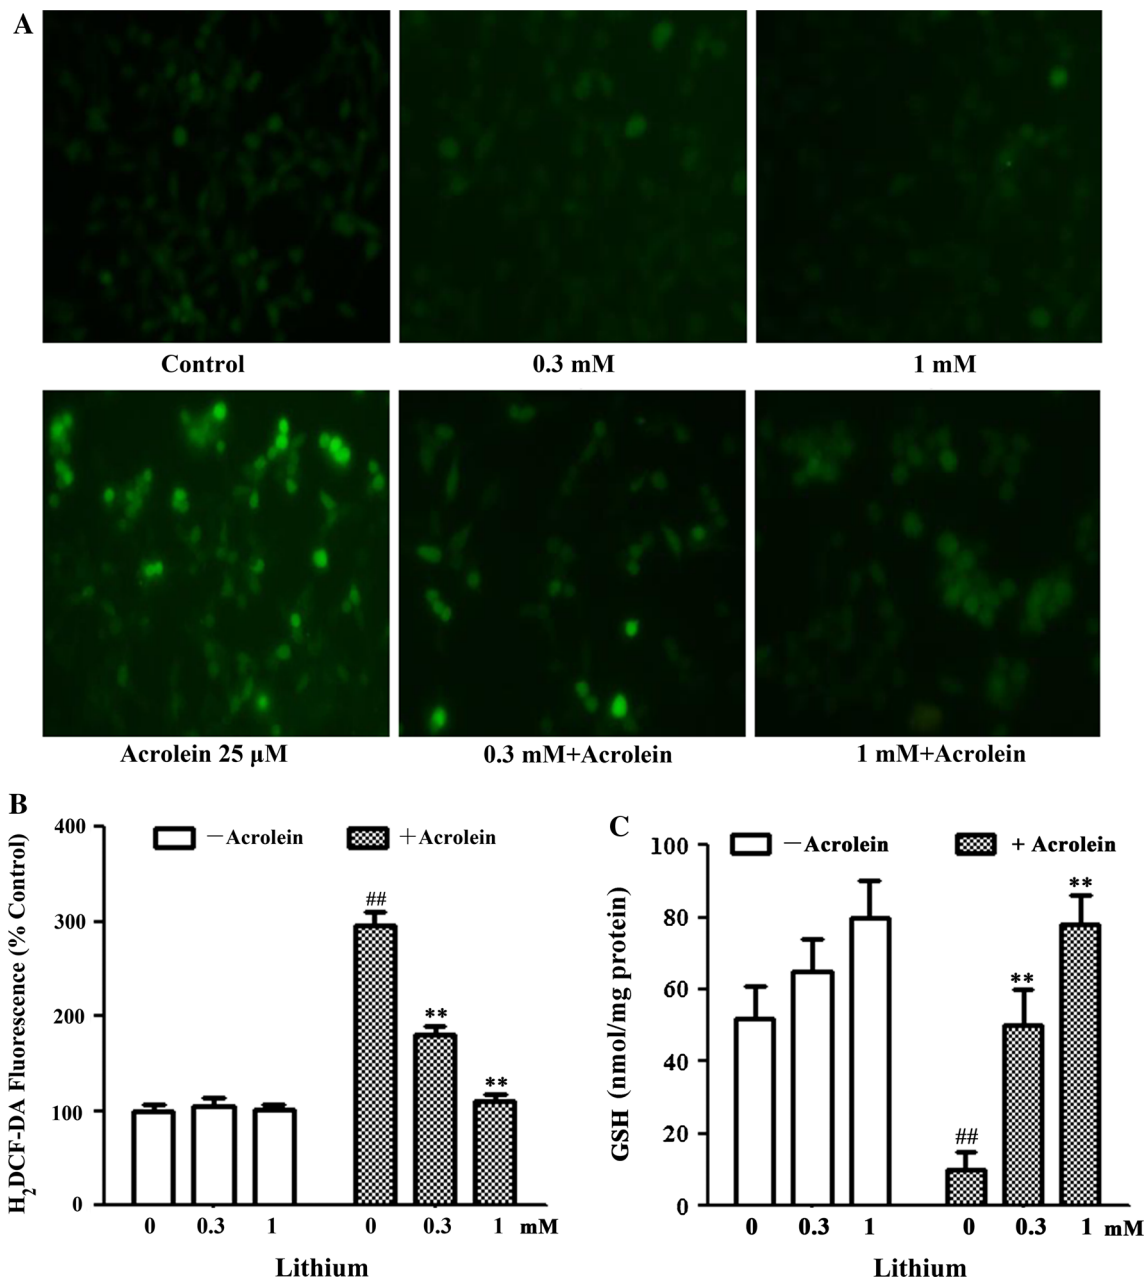 A
Control
0.3 mM
1 mM
Acrolein 25 µM
0.3 mM+Acrolein
1 mM+Acrolein
B
H2DCF-DA Fluorescence (% Control)
400
300
200
100
0
−Acrolein
+Acrolein
##
**
**
0 0.3 1 0 0.3 1 mM
Lithium
C
GSH (nmol/mg protein)
100
80
60
40
20
0
−Acrolein
+ Acrolein
##
**
**
0 0.3 1 0 0.3 1 mM
Lithium